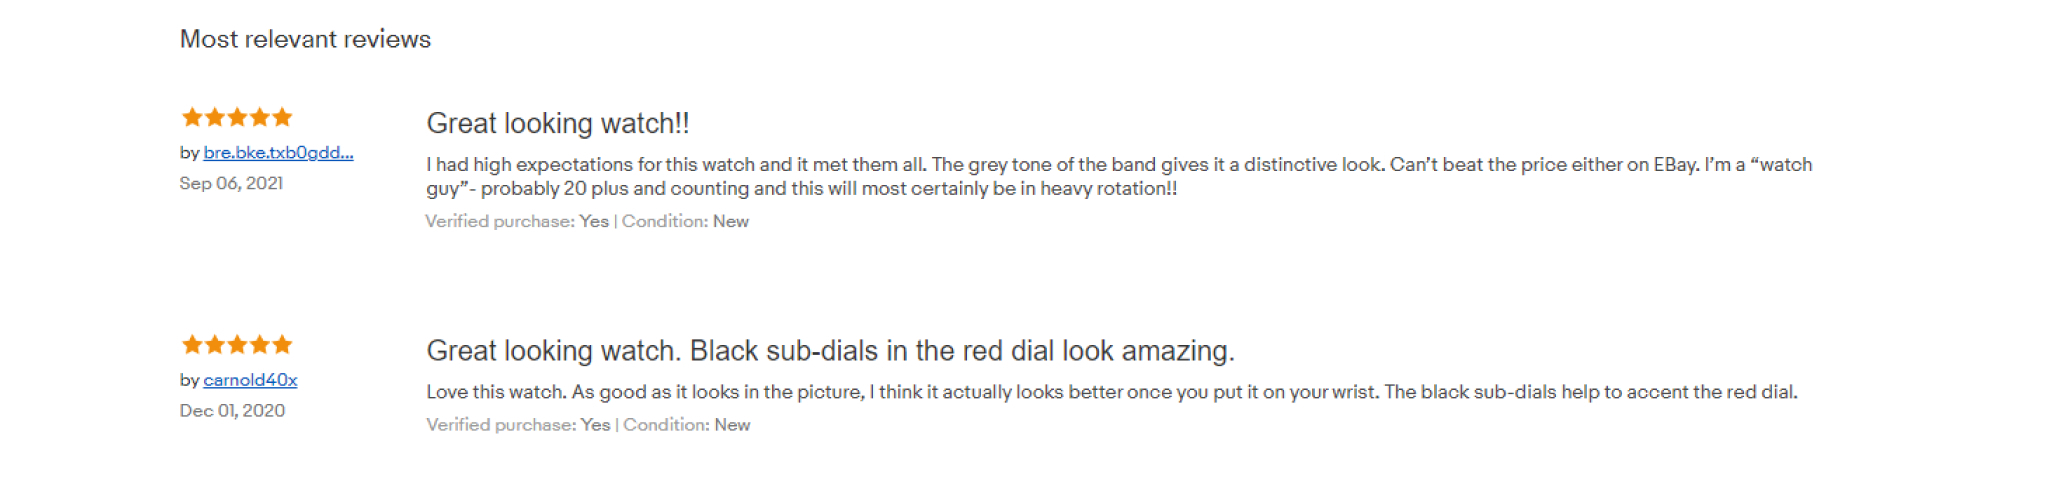 Most relevant reviews
Great looking watch!!
by bre.bke.txb0gdd...
Sep 06, 2021
I had high expectations for this watch and it met them all. The grey tone of the band gives it a distinctive look. Can’t beat the price either on EBay. I’m a “watch
guy”- probably 20 plus and counting and this will most certainly be in heavy rotation!!
Verified purchase: Yes | Condition: New
Great looking watch. Black sub-dials in the red dial look amazing.
by carnold40x
Dec 01, 2020
Love this watch. As good as it looks in the picture, I think it actually looks better once you put it on your wrist. The black sub-dials help to accent the red dial.
Verified purchase: Yes | Condition: New